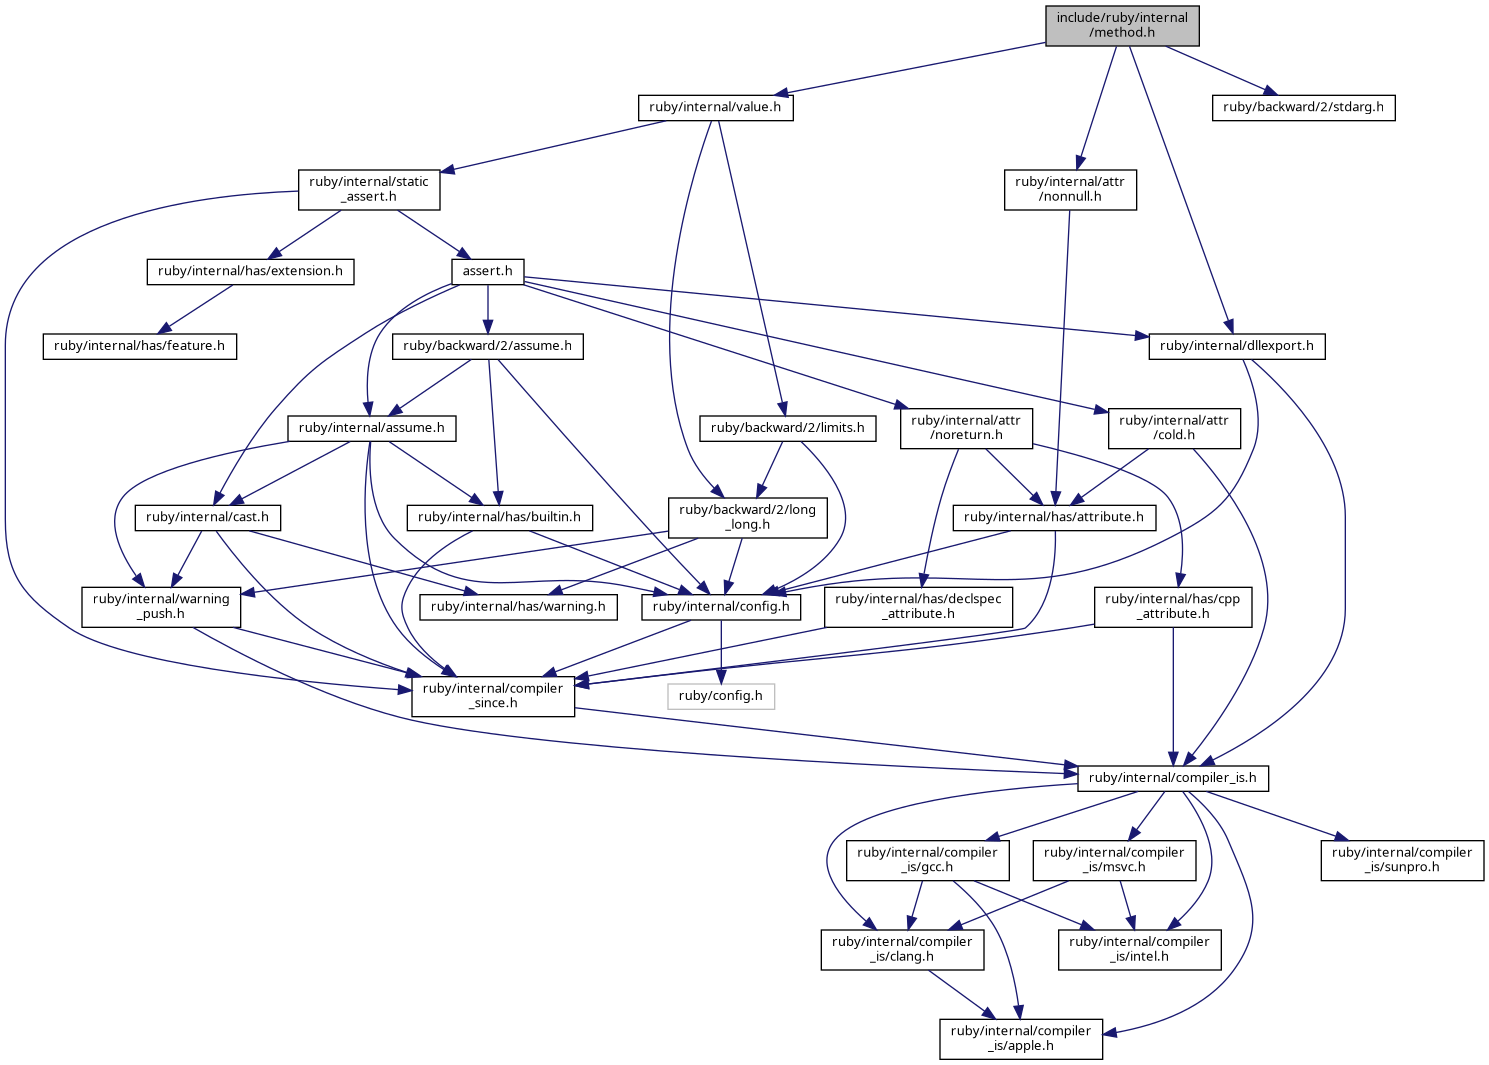 include/ruby/internal
/method.h
ruby/internal/value.h
ruby/backward/2/stdarg.h
ruby/internal/static
_assert.h
ruby/internal/attr
/nonnull.h
ruby/internal/has/extension.h
assert.h
ruby/internal/has/feature.h
ruby/backward/2/assume.h
ruby/internal/dllexport.h
ruby/internal/assume.h
ruby/backward/2/limits.h
ruby/internal/attr
/noreturn.h
ruby/internal/attr
/cold.h
ruby/internal/cast.h
ruby/internal/has/builtin.h
ruby/backward/2/long
_long.h
ruby/internal/has/attribute.h
ruby/internal/warning
_push.h
ruby/internal/has/warning.h
ruby/internal/config.h
ruby/internal/has/declspec
_attribute.h
ruby/internal/has/cpp
_attribute.h
ruby/internal/compiler
_since.h
ruby/config.h
ruby/internal/compiler_is.h
ruby/internal/compiler
_is/gcc.h
ruby/internal/compiler
_is/msvc.h
ruby/internal/compiler
_is/sunpro.h
ruby/internal/compiler
_is/clang.h
ruby/internal/compiler
_is/intel.h
ruby/internal/compiler
_is/apple.h